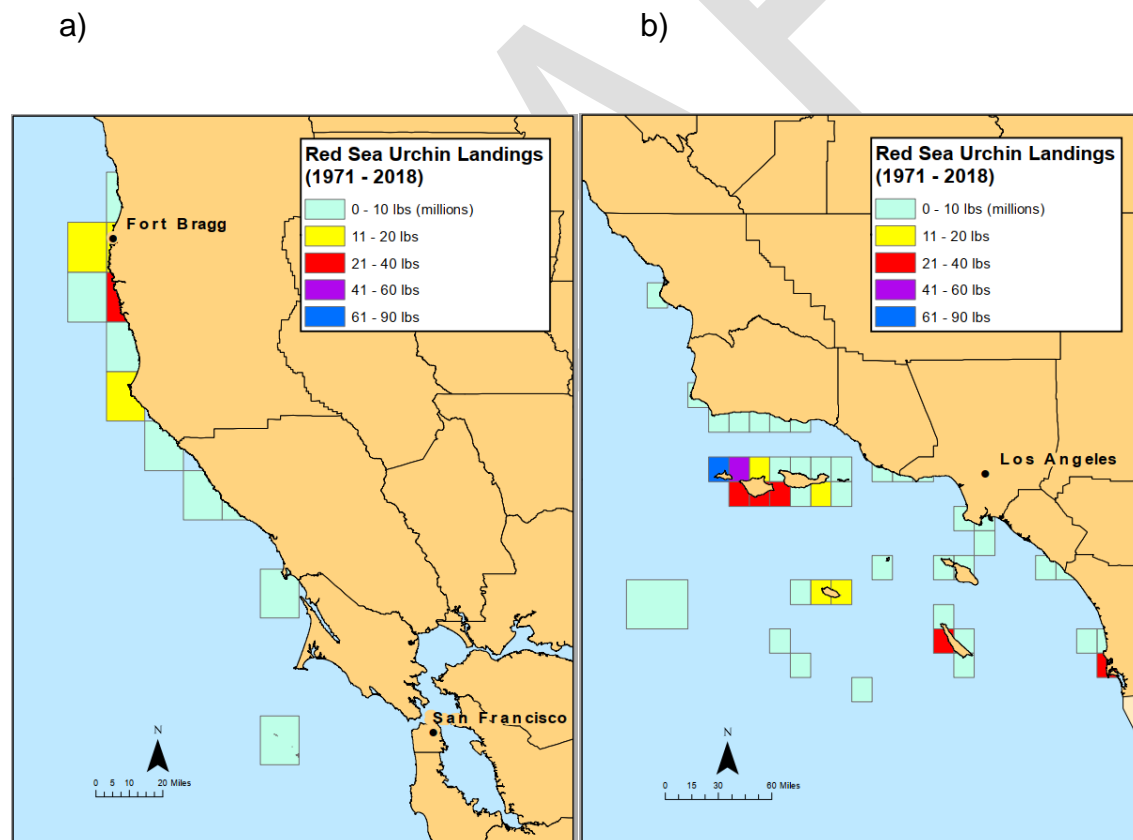 a)
b)
Red Sea Urchin Landings
(1971 - 2018)
0 - 10 lbs (millions)
11 - 20 lbs
21 - 40 lbs
41 - 60 lbs
61 - 90 lbs
Fort Bragg
San Francisco
N
0 5 10 20 Miles
Red Sea Urchin Landings
(1971 - 2018)
0 - 10 lbs (millions)
11 - 20 lbs
21 - 40 lbs
41 - 60 lbs
61 - 90 lbs
Los Angeles
N
0 15 30 60 Miles